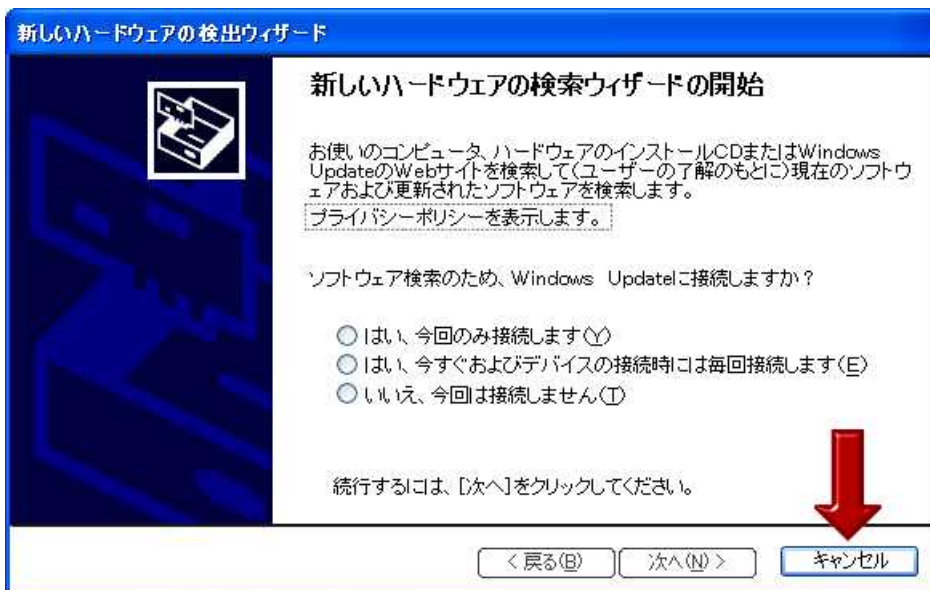 新しいハードウェアの検出ウィザード
新しいハードウェアの検索ウィザードの開始
お使いのコンピュータ、ハードウェアのインストールCDまたはWindows
UpdateのWebサイトを検索して(ユーザーの了解のもとに)現在のソフトウ
ェアおよび更新されたソフトウェアを検索します。
プライバシーポリシーを表示します。
ソフトウェア検索のため、Windows Updateに接続しますか？
はい、今回のみ接続します(Y)
はい、今すぐおよびデバイスの接続時には毎回接続します(E)
いいえ、今回は接続しません(T)
続行するには、[次へ]をクリックしてください。
< 戻る(B) 次へ(N) > キャンセル